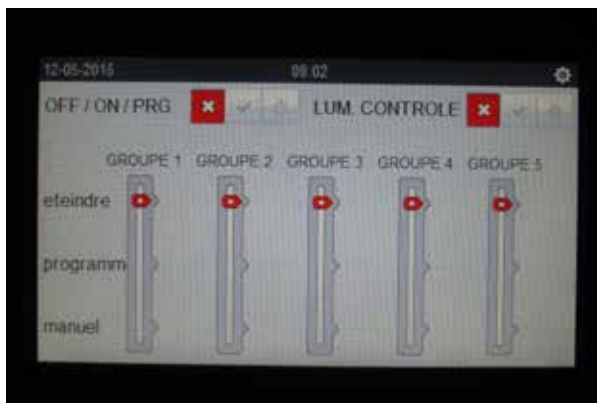 12-05-2015 08:02
OFF / ON / PRG LUM. CONTROLE
GROUPE 1 GROUPE 2 GROUPE 3 GROUPE 4 GROUPE 5
eteindre
programm
manuel